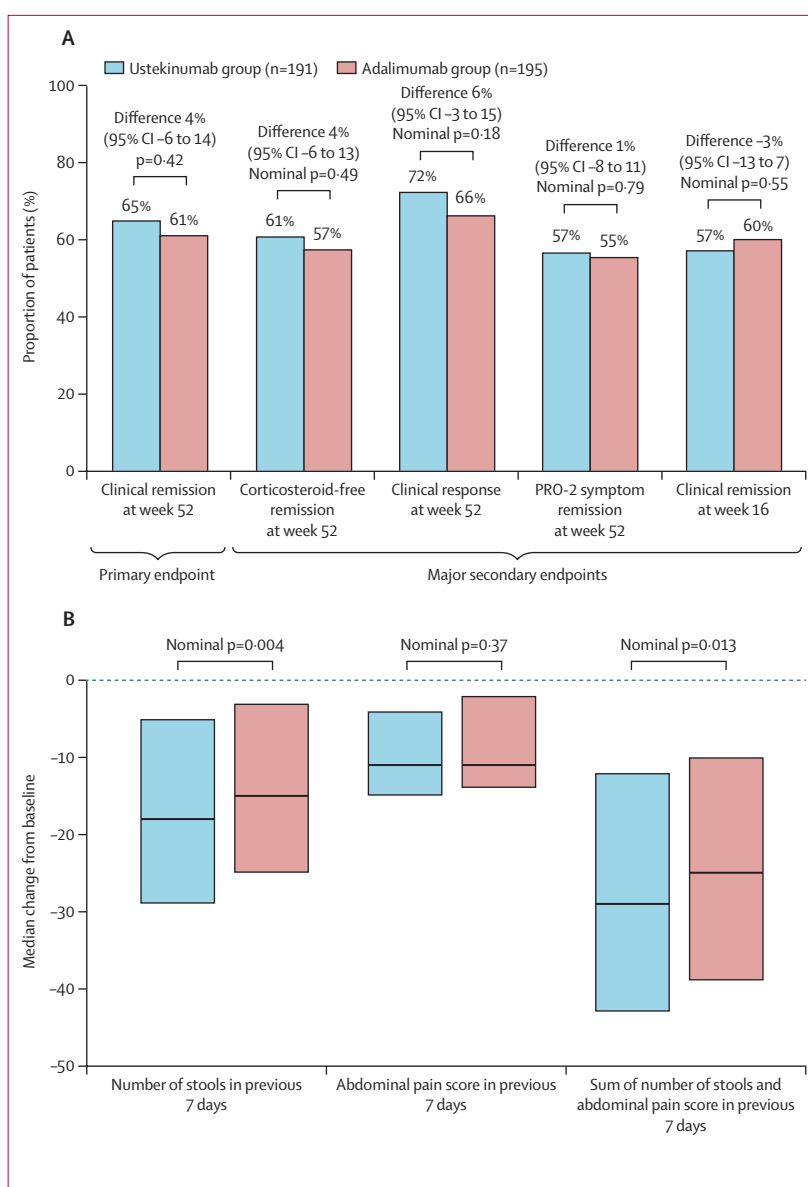 A
Ustekinumab group (n=191) Adalimumab group (n=195)
100
80
60
40
20
0
Proportion of patients (%)
Difference 4%
(95% CI –6 to 14)
p=0·42
65%
61%
Difference 4%
(95% CI –6 to 13)
Nominal p=0·49
61%
57%
Difference 6%
(95% CI –3 to 15)
Nominal p=0·18
72%
66%
Difference 1%
(95% CI –8 to 11)
Nominal p=0·79
57%
55%
Difference –3%
(95% CI –13 to 7)
Nominal p=0·55
57%
60%
Clinical remission
at week 52
Corticosteroid-free
remission
at week 52
Clinical response
at week 52
PRO-2 symptom
remission
at week 52
Clinical remission
at week 16
Primary endpoint
Major secondary endpoints
B
Nominal p=0·004
Nominal p=0·37
Nominal p=0·013
0
–10
–20
–30
–40
–50
Median change from baseline
Number of stools in previous
7 days
Abdominal pain score in previous
7 days
Sum of number of stools and
abdominal pain score in previous
7 days